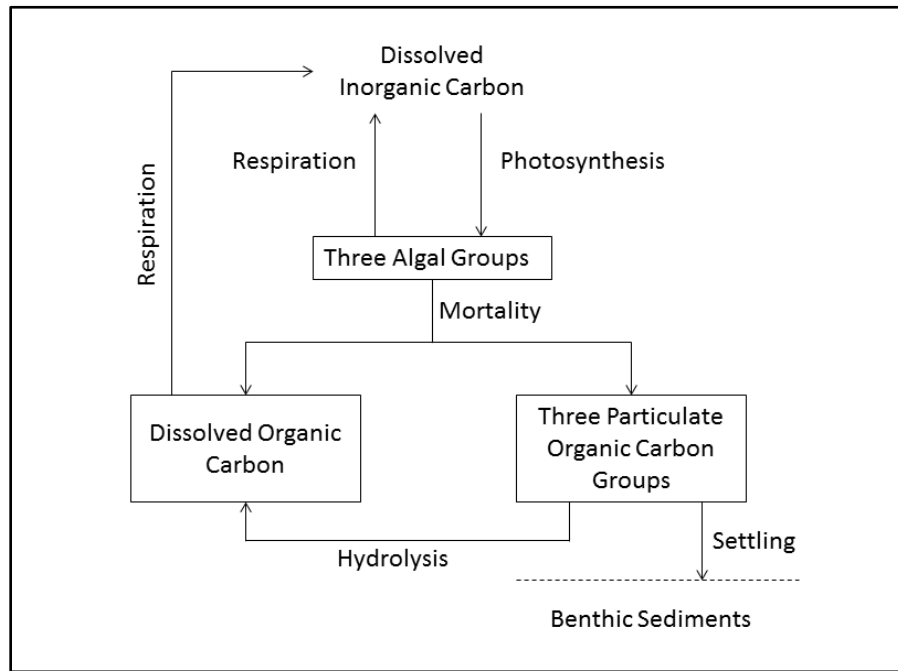 Dissolved
Inorganic Carbon
Respiration
Respiration
Photosynthesis
Three Algal Groups
Mortality
Dissolved Organic
Carbon
Three Particulate
Organic Carbon
Groups
Hydrolysis
Settling
Benthic Sediments